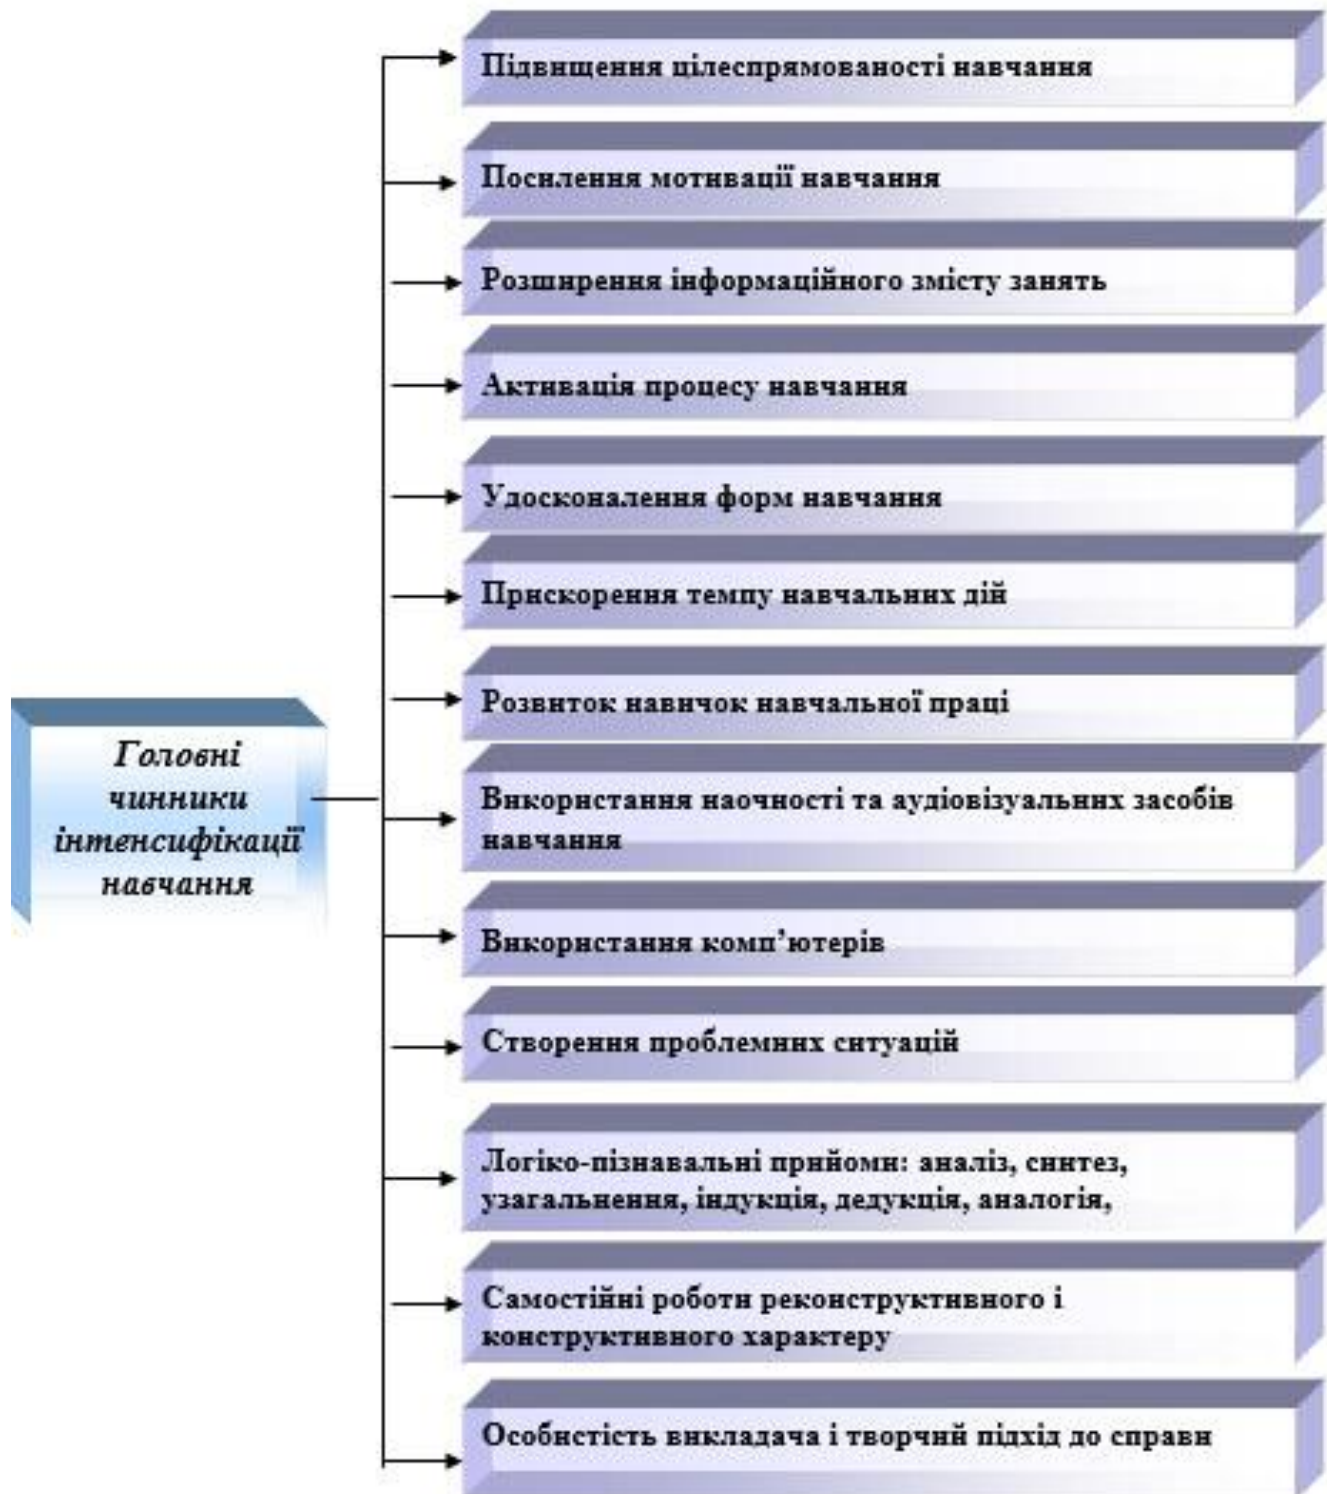 Підвищення цілеспрямованості навчання
Посилення мотивації навчання
Розширення інформаційного змісту занять
Активація процесу навчання
Удосконалення форм навчання
Прискорення темпу навчальних дій
Розвиток навичок навчальної праці
Головні
чинники
інтенсифікації
навчання
Використання наочності та аудіовізуальних засобів
навчання
Використання комп’ютерів
Створення проблемних ситуацій
Логіко-пізнавальні прийоми: аналіз, синтез,
узагальнення, індукція, дедукція, аналогія,
Самостійні роботи реконструктивного і
конструктивного характеру
Особистість викладача і творчий підхід до справи